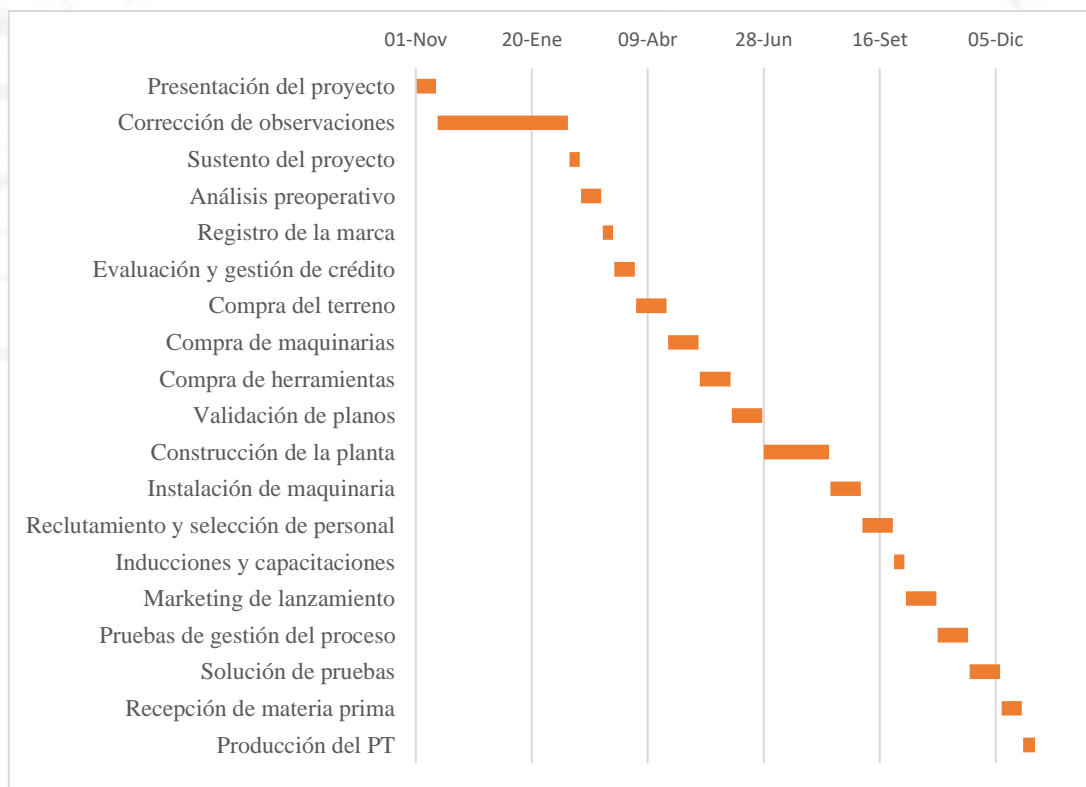 01-Nov 20-Ene 09-Abr 28-Jun 16-Set 05-Dic
Presentación del proyecto
Corrección de observaciones
Sustento del proyecto
Análisis preoperativo
Registro de la marca
Evaluación y gestión de crédito
Compra del terreno
Compra de maquinarias
Compra de herramientas
Validación de planos
Construcción de la planta
Instalación de maquinaria
Reclutamiento y selección de personal
Inducciones y capacitaciones
Marketing de lanzamiento
Pruebas de gestión del proceso
Solución de pruebas
Recepción de materia prima
Producción del PT